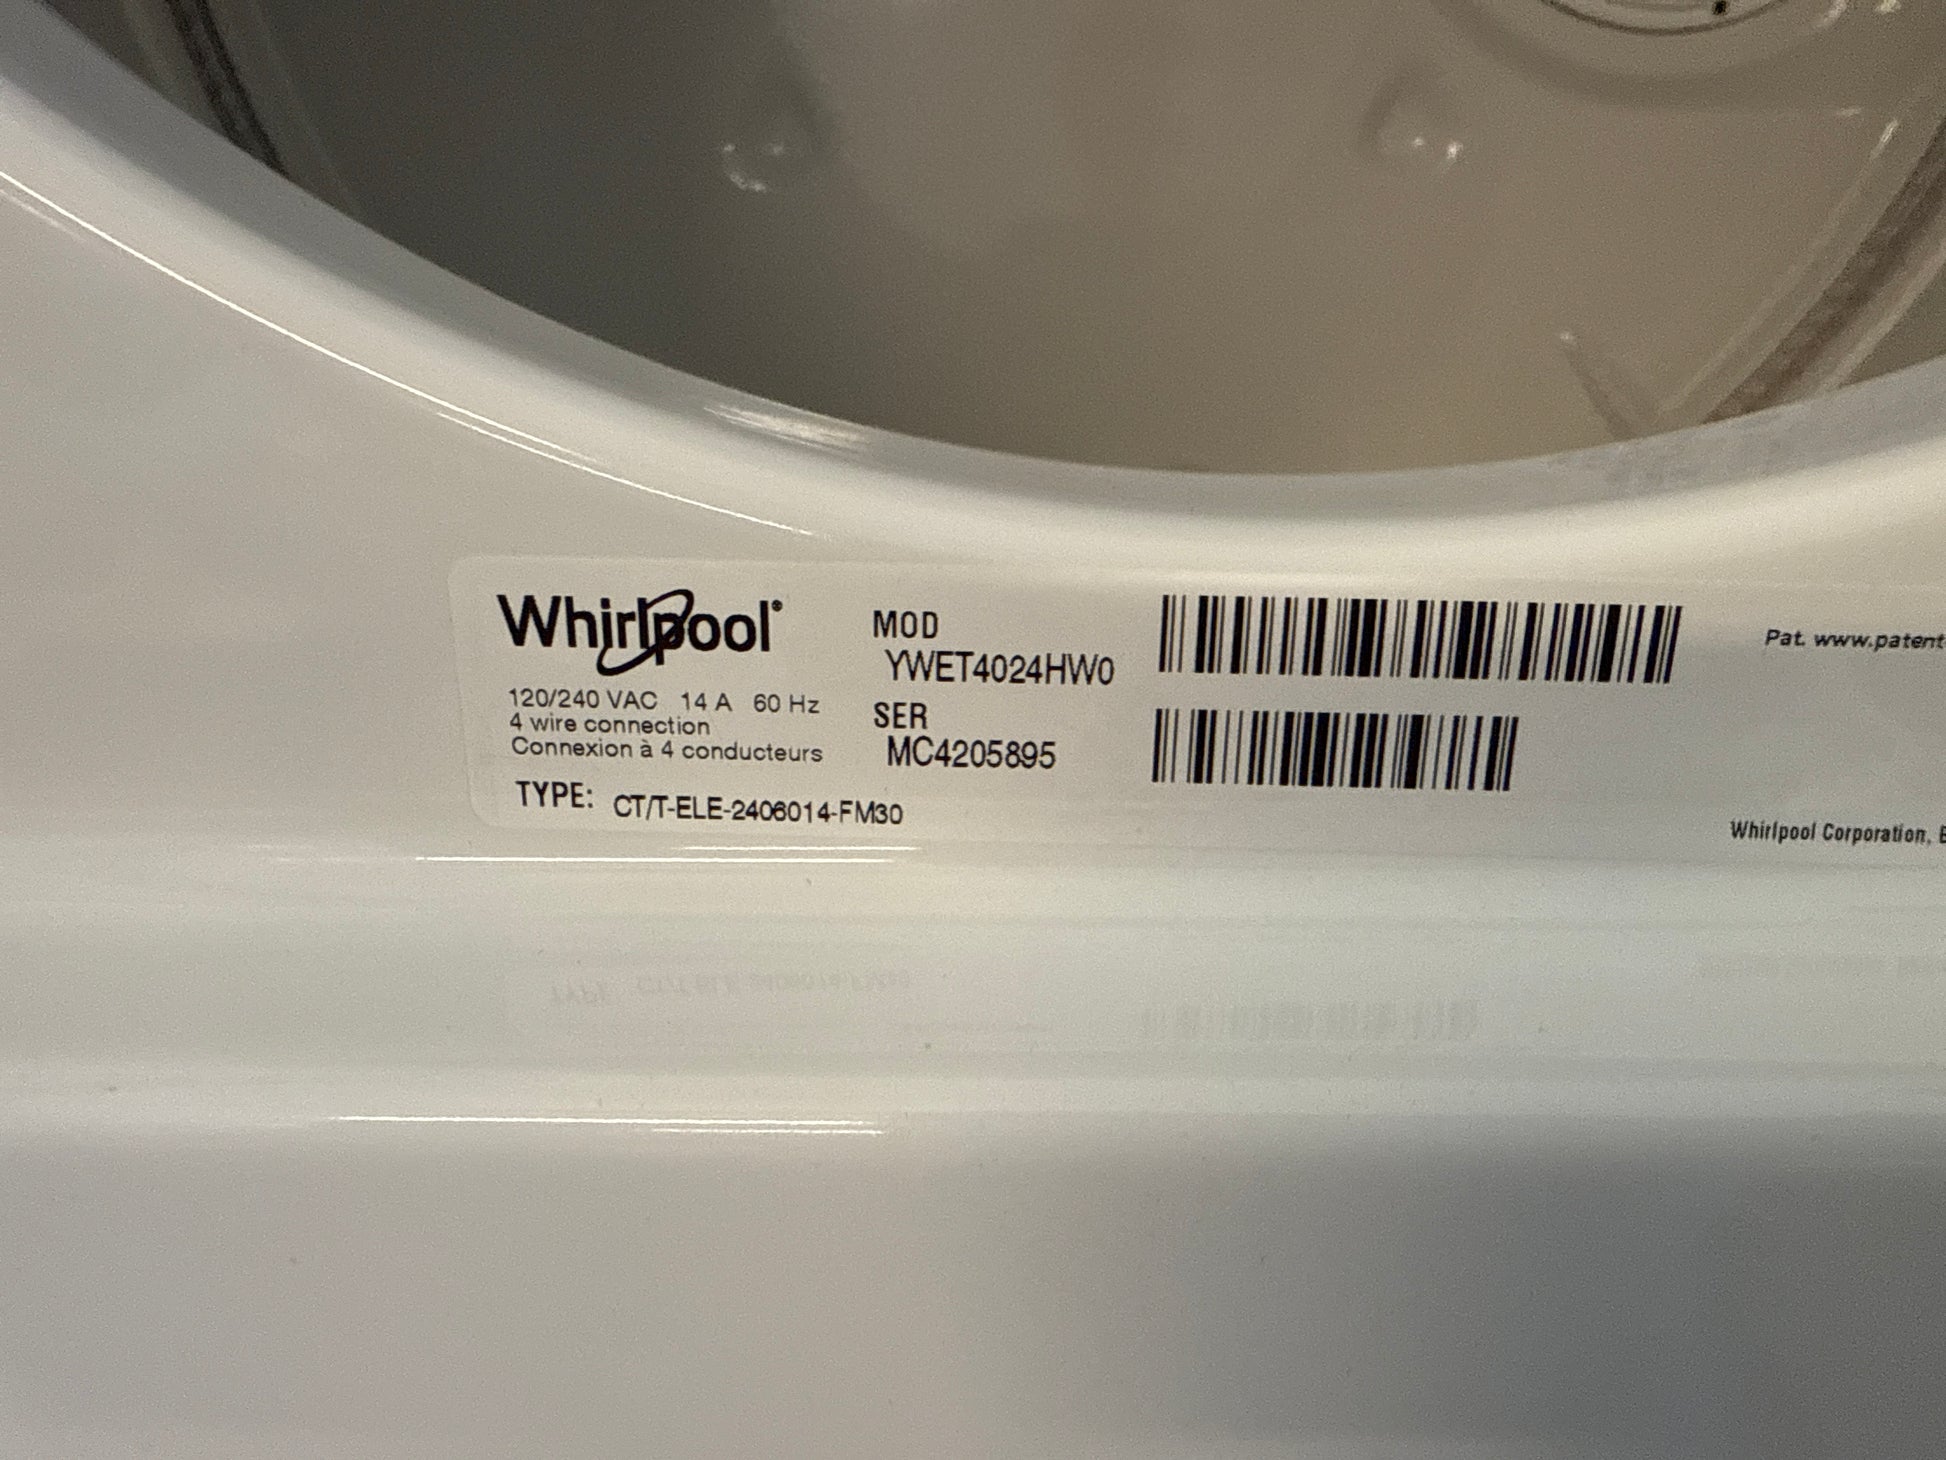 Whirlpool®
120/240 VAC 14 A 60 Hz
4 wire connection
Connexion à 4 conducteurs
TYPE: CT/T-ELE-2406014-FM30
MOD
YWET4024HW0
SER
MC4205895
Pat. www.patent
Whirlpool Corporation,